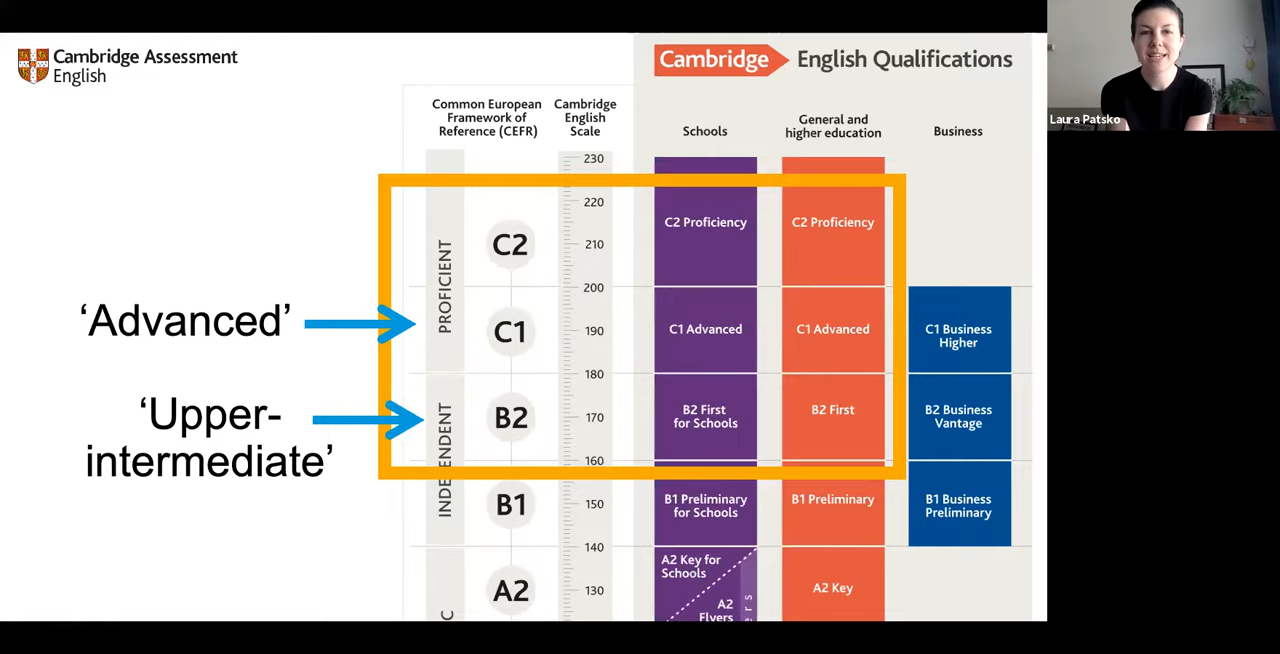 Cambridge Assessment
English
Cambridge English Qualifications
Common European
Framework of
Reference (CEFR)
Cambridge
English
Scale
Schools
General and
higher education
Business
Laura Patsko
'Advanced'
'Upper-
intermediate'
PROFICIENT
INDEPENDENT
C
C2
C1
B2
B1
A2
230
220
210
200
190
180
170
160
150
140
130
C2 Proficiency
C1 Advanced
B2 First
for Schools
B1 Preliminary
for Schools
A2 Key for
Schools
A2
Flyers
ers
C2 Proficiency
C1 Advanced
B2 First
B1 Preliminary
A2 Key
C1 Business
Higher
B2 Business
Vantage
B1 Business
Preliminary